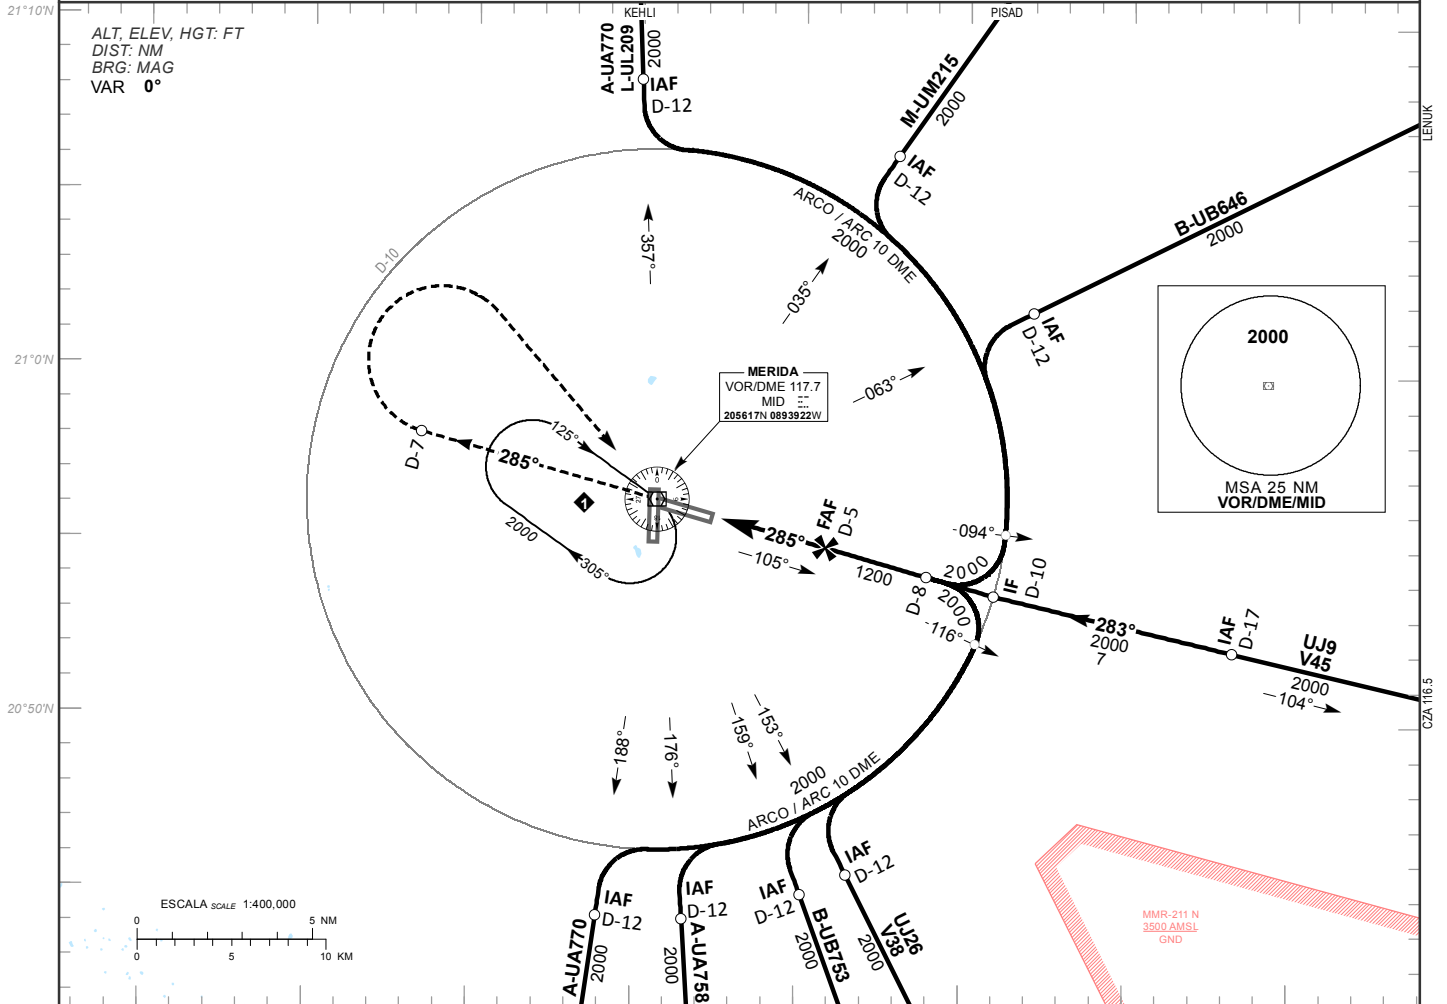 21°10'N
KEHLI
PISAD
ALT, ELEV, HGT: FT
DIST: NM
BRG: MAG
VAR 0°
A-UA770
L-UL209
2000
IAF
D-12
M-UM215
2000
IAF
D-12
LENUK
B-UB646
2000
IAF
D-12
ARCO / ARC 10 DME
2000
D-10
357°
035°
063°
2000
MSA 25 NM
VOR/DME/MID
21°0'N
MERIDA
VOR/DME 117.7
MID
205617N 0893922W
D-7
285°
125°
1
2000
305°
0
285°
105°
FAF
D-5
1200
D-8
2000
2000
094°
116°
IF
D-10
283°
2000
7
IAF
D-17
UJ9
V45
2000
104°
CZA 116.5
20°50'N
188°
176°
159°
153°
2000
ARCO / ARC 10 DME
IAF
D-12
A-UA770
2000
IAF
D-12
A-UA758
2000
IAF
D-12
B-UB753
2000
IAF
D-12
UJ26
V38
2000
ESCALA SCALE 1:400,000
0 5 NM
0 5 10 KM
MMR-211 N
3500 AMSL
GND